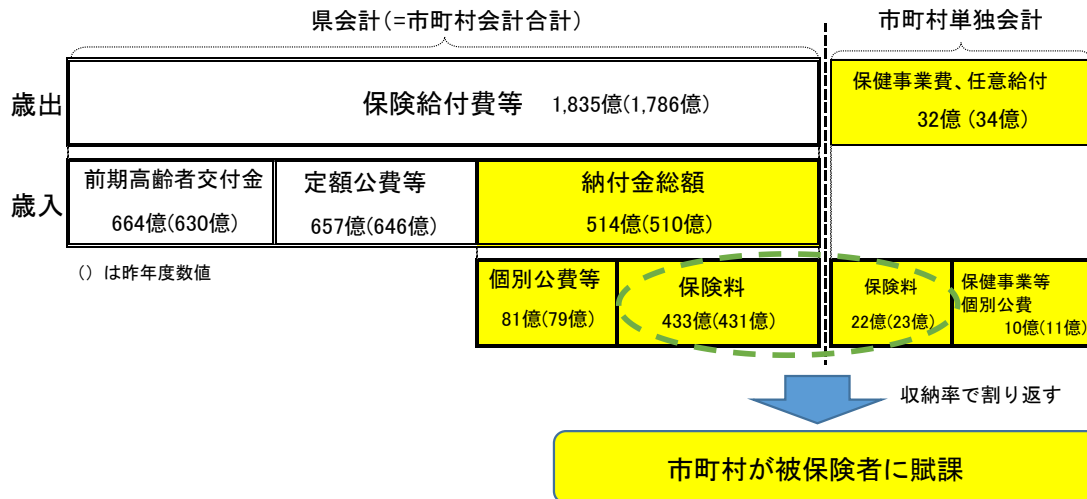 県会計(=市町村会計合計)
市町村単独会計
歳出
保険給付費等 1,835億(1,786億)
保健事業費、任意給付
32億 (34億)
歳入
前期高齢者交付金
664億(630億)
定額公費等
657億(646億)
納付金総額
514億(510億)
() は昨年度数値
個別公費等
81億(79億)
保険料
433億(431億)
保険料
22億(23億)
保健事業等
個別公費
10億(11億)
収納率で割り返す
市町村が被保険者に賦課